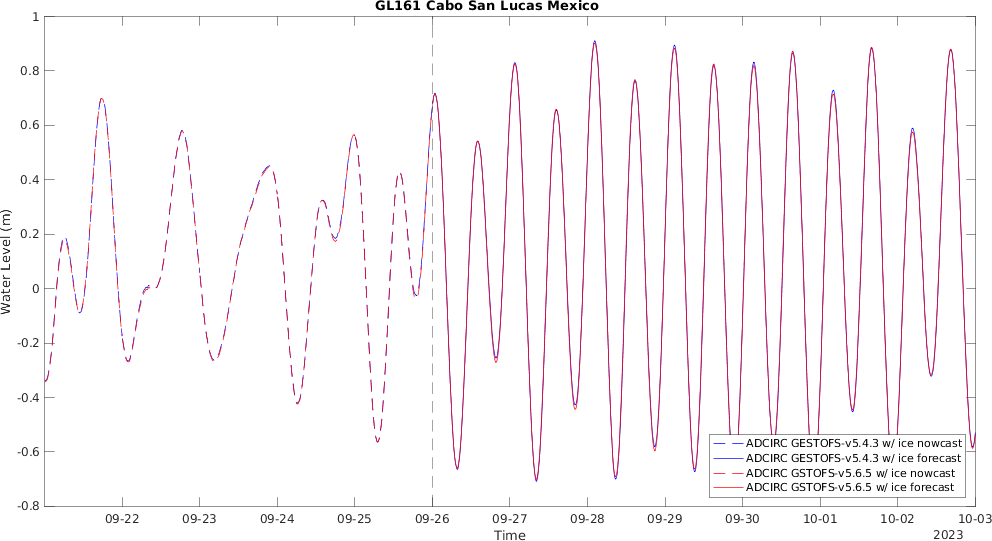 GL161 Cabo San Lucas Mexico
Water Level (m)
1
0.8
0.6
0.4
0.2
0
-0.2
-0.4
-0.6
-0.8
ADCIRC GESTOFS-v5.4.3 w/ ice nowcast
ADCIRC GESTOFS-v5.4.3 w/ ice forecast
ADCIRC GSTOFS-v5.6.5 w/ ice nowcast
ADCIRC GSTOFS-v5.6.5 w/ ice forecast
09-22 09-23 09-24 09-25 09-26 09-27 09-28 09-29 09-30 10-01 10-02 10-03
Time
2023